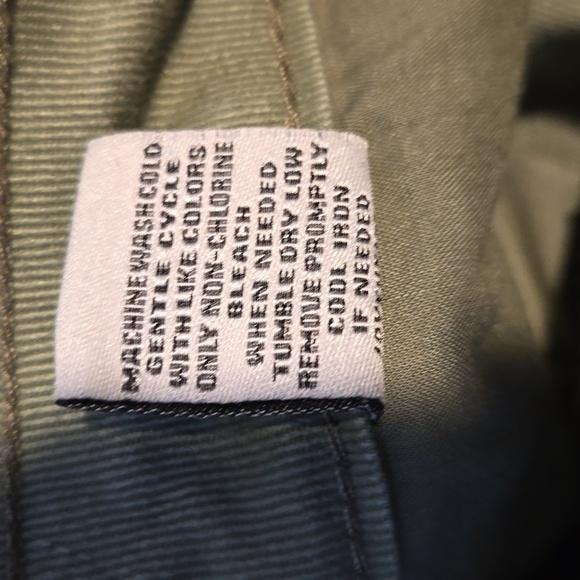 MACHINE WASH COLD
GENTLE CYCLE
WITH LIKE COLORS
ONLY NON-CHLORINE
BLEACH
WHEN NEEDED
TUMBLE DRY LOW
REMOVE PROMPTLY
COOL IRON
IF NEEDED